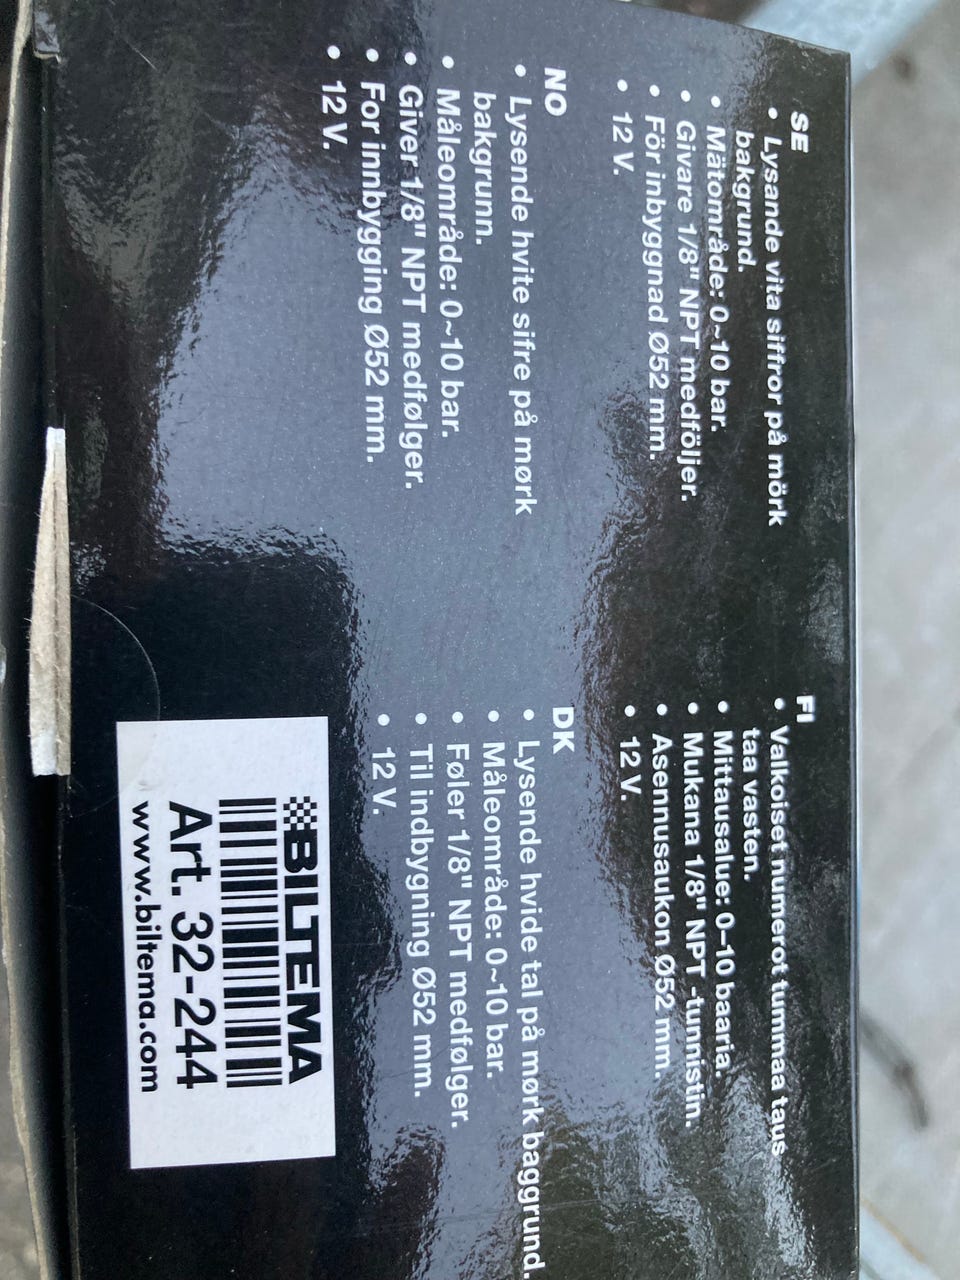 SE
• Lysande vita siffror på mörk
bakgrund.
• Mätområde: 0~10 bar.
• Givare 1/8" NPT medföljer.
• För inbyggnad Ø52 mm.
• 12 V.
FI
• Valkoiset numerot tummaa taus
taa vasten.
• Mittausalue: 0–10 baaria.
• Mukana 1/8" NPT -tunnistin.
• Asennusaukon Ø52 mm.
• 12 V.
NO
• Lysende hvite sifre på mørk
bakgrunn.
• Måleområde: 0~10 bar.
• Giver 1/8" NPT medfølger.
• For innbygging Ø52 mm.
• 12 V.
DK
• Lysende hvide tal på mørk baggrund.
• Måleområde: 0~10 bar.
• Føler 1/8" NPT medfølger.
• Til indbygning Ø52 mm.
• 12 V.
BILTEMA
Art. 32-244
www.biltema.com